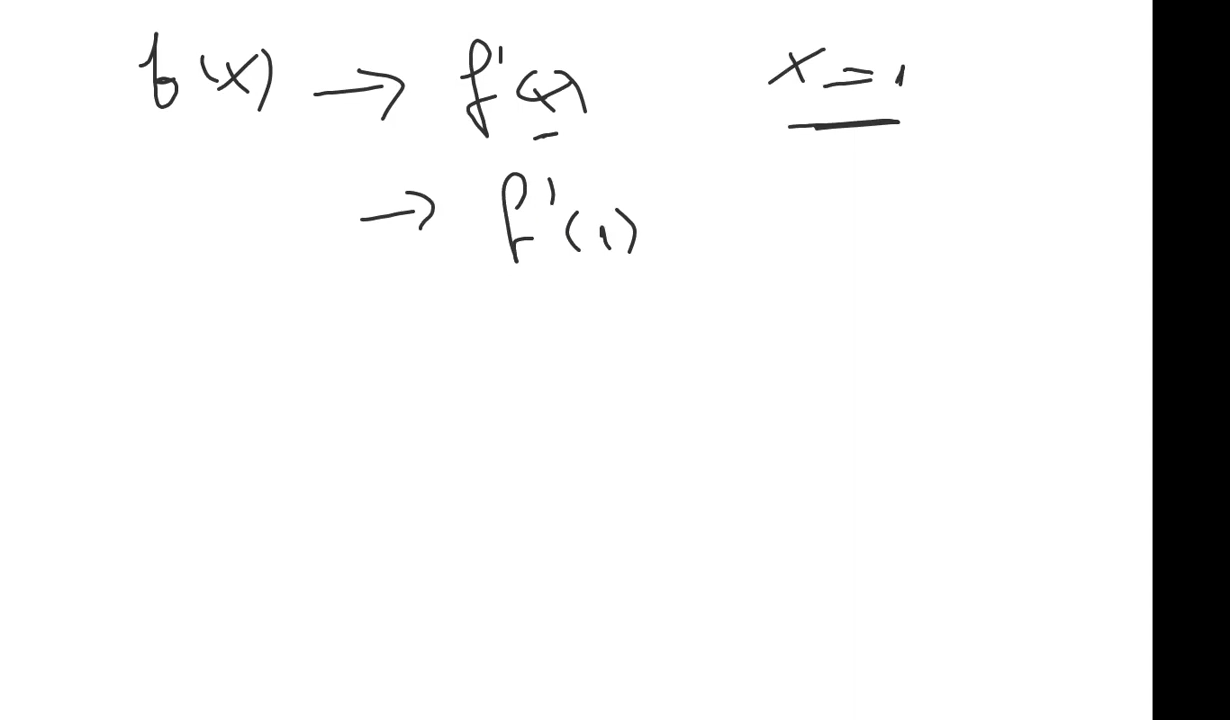 f(x) → f'(x) x = 1
→ f'(1)